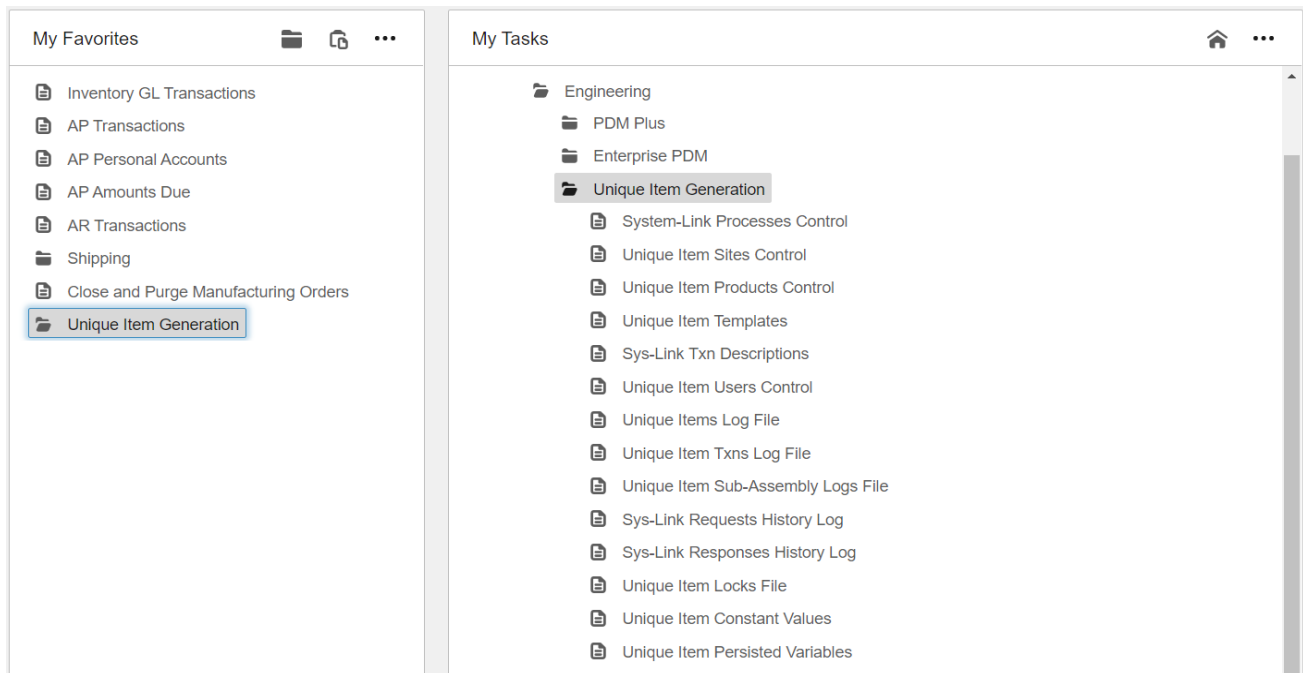 My Favorites
Inventory GL Transactions
AP Transactions
AP Personal Accounts
AP Amounts Due
AR Transactions
Shipping
Close and Purge Manufacturing Orders
Unique Item Generation
My Tasks
Engineering
PDM Plus
Enterprise PDM
Unique Item Generation
System-Link Processes Control
Unique Item Sites Control
Unique Item Products Control
Unique Item Templates
Sys-Link Txn Descriptions
Unique Item Users Control
Unique Items Log File
Unique Item Txns Log File
Unique Item Sub-Assembly Logs File
Sys-Link Requests History Log
Sys-Link Responses History Log
Unique Item Locks File
Unique Item Constant Values
Unique Item Persisted Variables